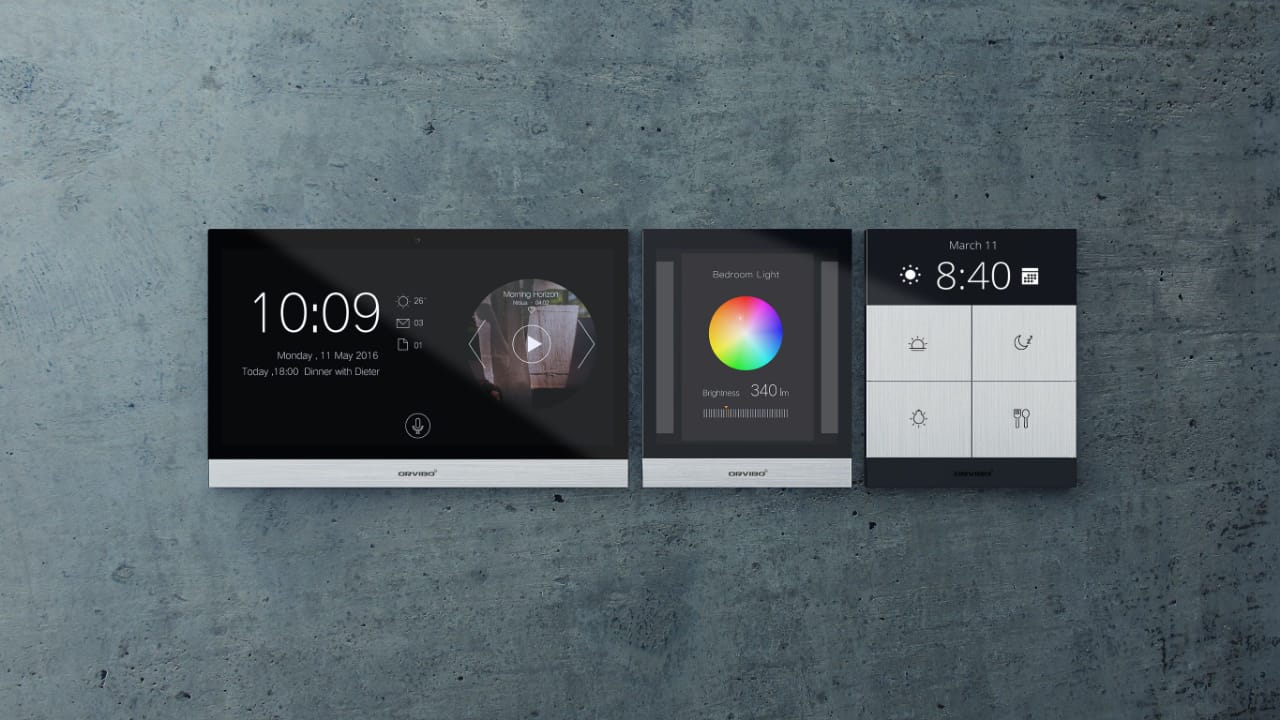 10:09
26°
03
01
Monday , 11 May 2016
Today ,18:00 Dinner with Dieter
Morning Horizon
04:02
ORVIBO
Bedroom Light
Brightness 340 lm
ORVIBO
March 11
8:40
ORVIBO